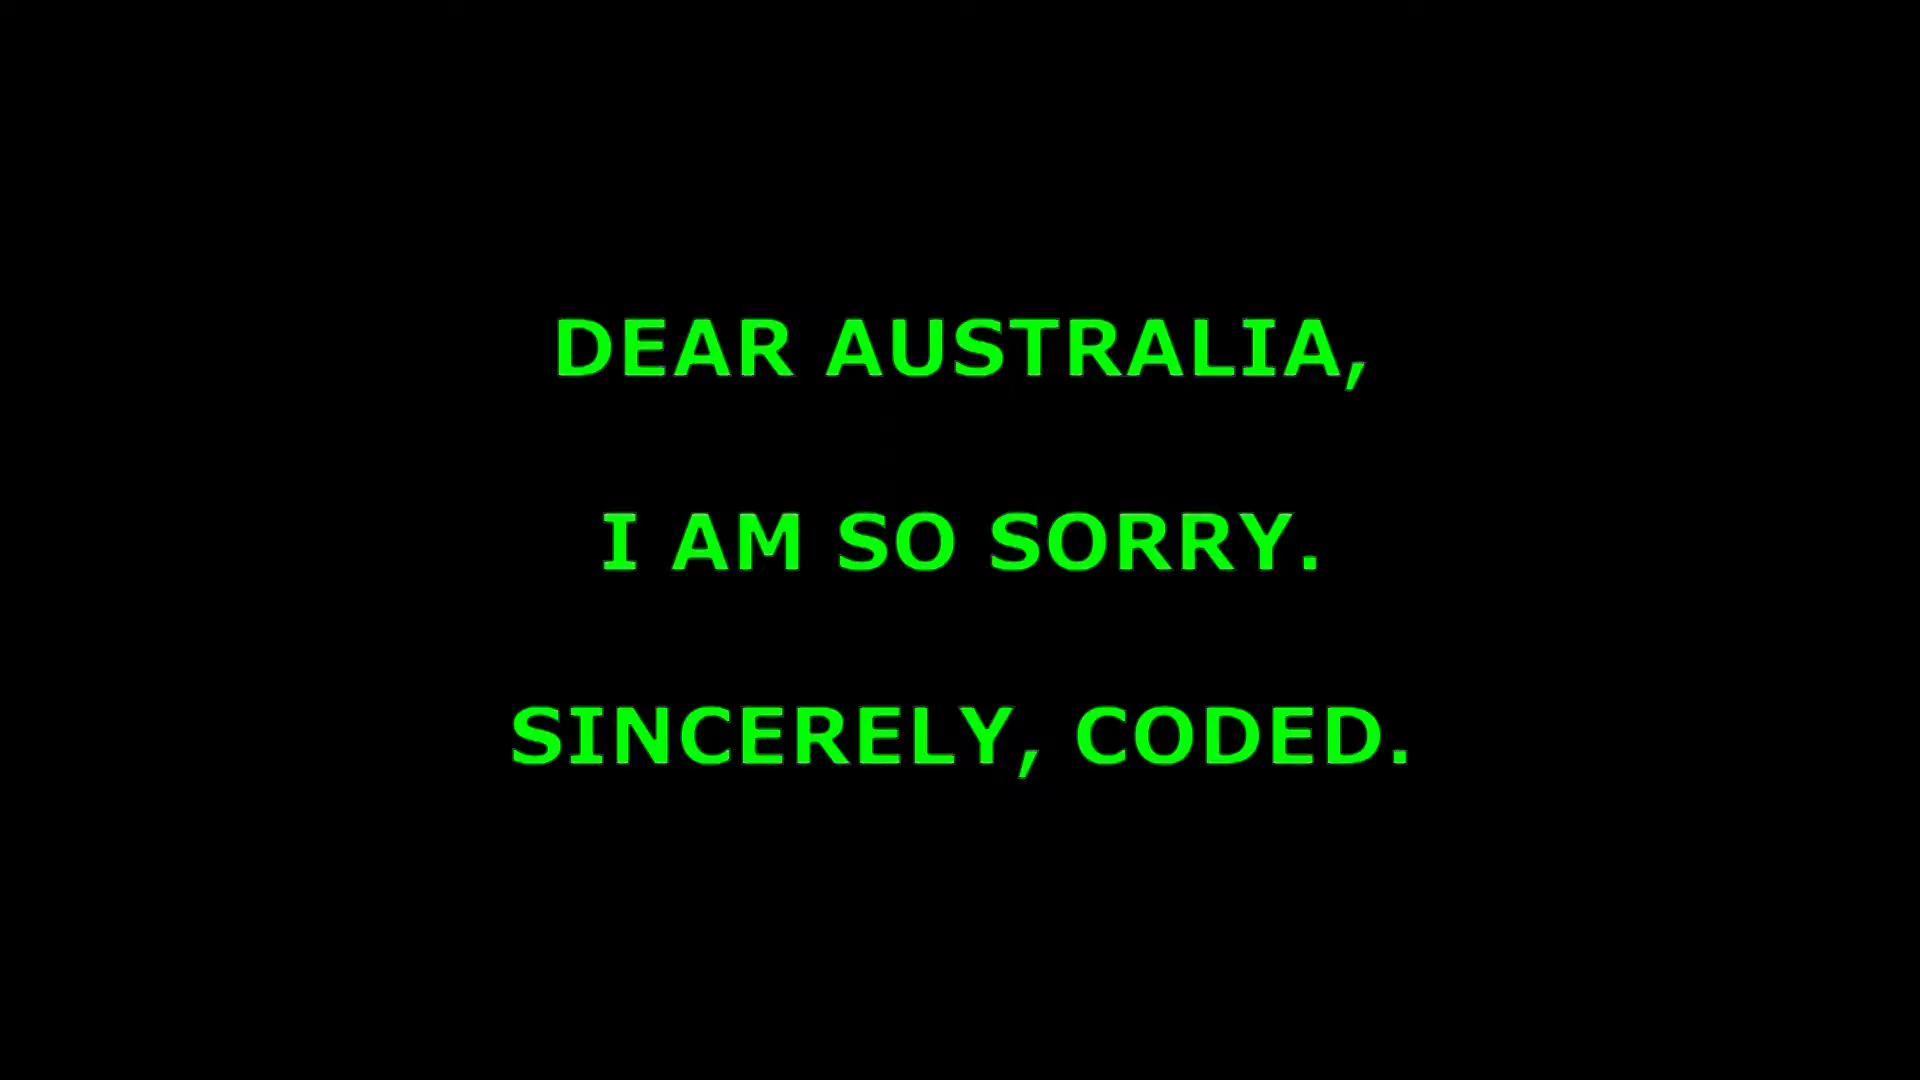 DEAR AUSTRALIA,
I AM SO SORRY.
SINCERELY, CODED.